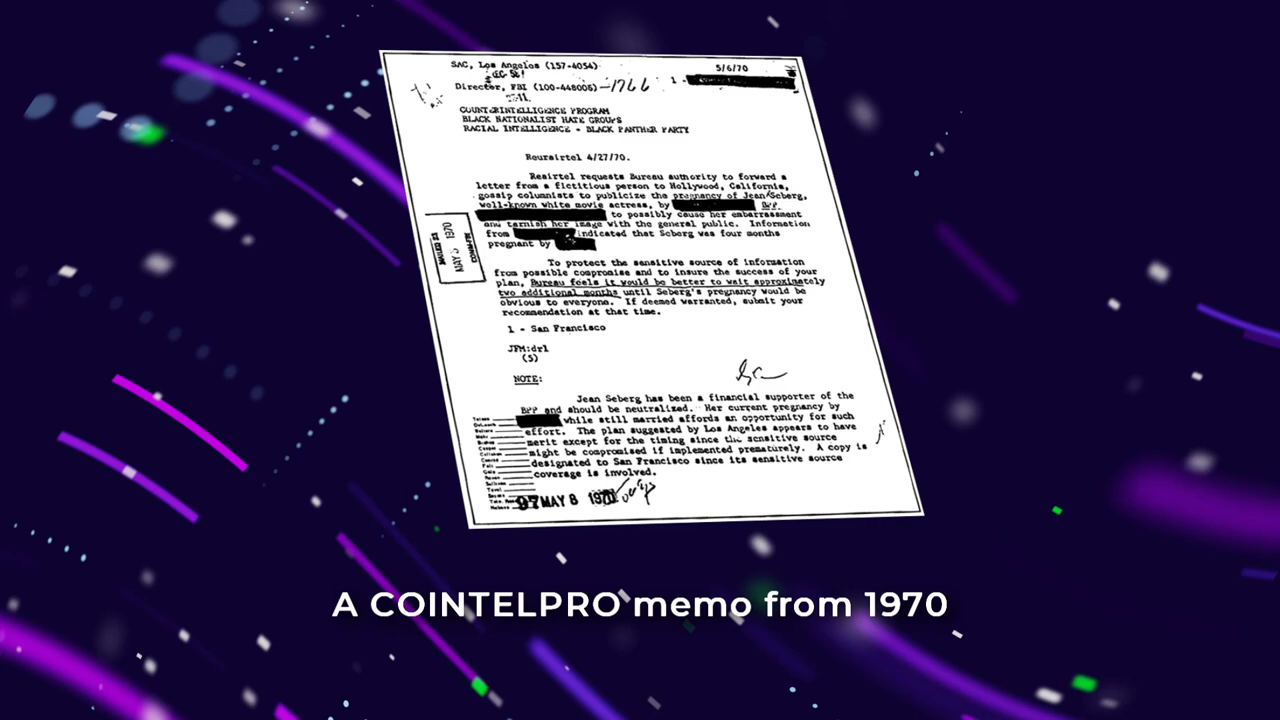 SAC, Los Angeles (157-4054)
5/6/70
Director, FBI (100-448006)-1766
1 -
COUNTERINTELLIGENCE PROGRAM
BLACK NATIONALIST HATE GROUPS
RACIAL INTELLIGENCE - BLACK PANTHER PARTY
Reurairtel 4/27/70.
Reairtel requests Bureau authority to forward a
letter from a fictitious person to Hollywood, California,
gossip columnists to publicize the pregnancy of Jean Seberg,
well-known white movie actress, by BPP
to possibly cause her embarrassment
and tarnish her image with the general public. Information
from indicated that Seberg was four months
pregnant by
To protect the sensitive source of information
from possible compromise and to insure the success of your
plan, Bureau feels it would be better to wait approximately
two additional months until Seberg's pregnancy would be
obvious to everyone. If deemed warranted, submit your
recommendation at that time.
1 - San Francisco
JFM:drl
(5)
NOTE:
Jean Seberg has been a financial supporter of the
BPP and should be neutralized. Her current pregnancy by
while still married affords an opportunity for such
effort. The plan suggested by Los Angeles appears to have
merit except for the timing since the sensitive source
might be compromised if implemented prematurely. A copy is
designated to San Francisco since its sensitive source
coverage is involved.
MAY 5 1970
97 MAY 8 1970
A COINTELPRO memo from 1970